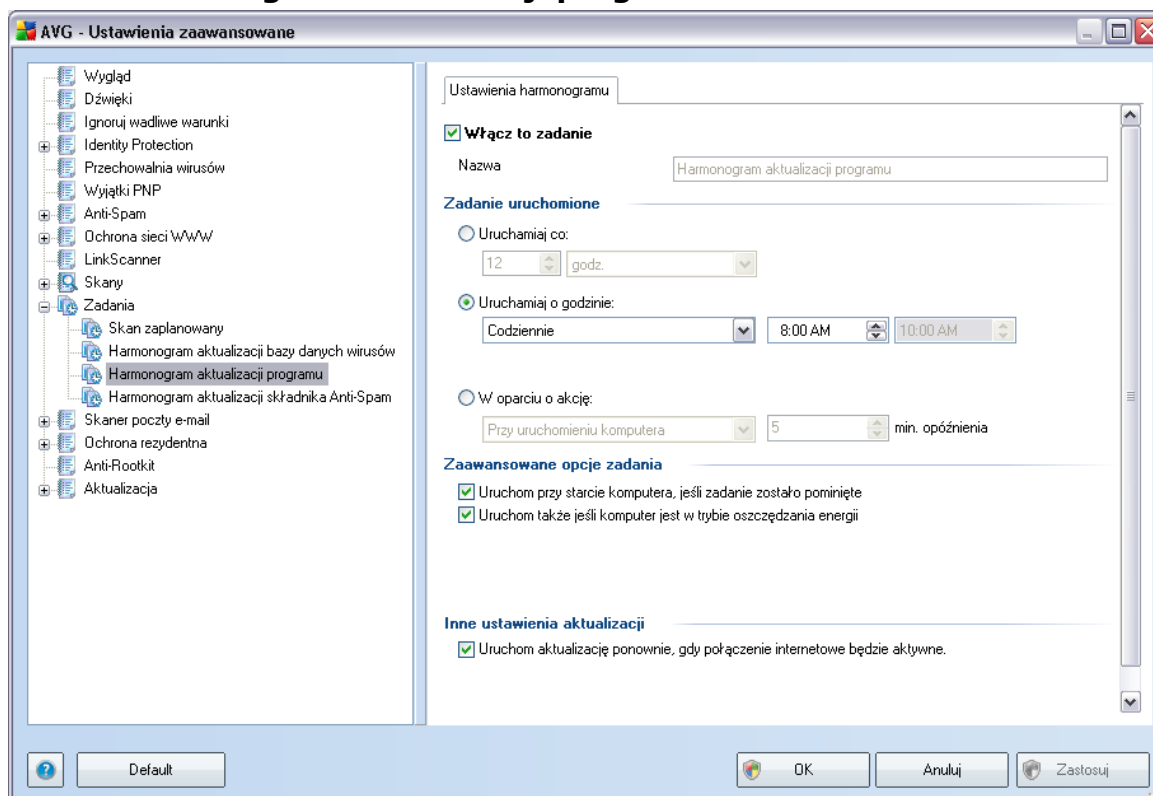 AVG - Ustawienia zaawansowane
Wygląd
Dźwięki
Ignoruj wadliwe warunki
Identity Protection
Przechowalnia wirusów
Wyjątki PNP
Anti-Spam
Ochrona sieci WWW
LinkScanner
Skany
Zadania
Skan zaplanowany
Harmonogram aktualizacji bazy danych wirusów
Harmonogram aktualizacji programu
Harmonogram aktualizacji składnika Anti-Spam
Skaner poczty e-mail
Ochrona rezydentna
Anti-Rootkit
Aktualizacja
Ustawienia harmonogramu
Włącz to zadanie
Nazwa Harmonogram aktualizacji programu
Zadanie uruchomione
Uruchamiaj co:
12 godz.
Uruchamiaj o godzinie:
Codziennie 8:00 AM 10:00 AM
W oparciu o akcję:
Przy uruchomieniu komputera 5 min. opóźnienia
Zaawansowane opcje zadania
Uruchom przy starcie komputera, jeśli zadanie zostało pominięte
Uruchom także jeśli komputer jest w trybie oszczędzania energii
Inne ustawienia aktualizacji
Uruchom aktualizację ponownie, gdy połączenie internetowe będzie aktywne.
Default OK Anuluj Zastosuj